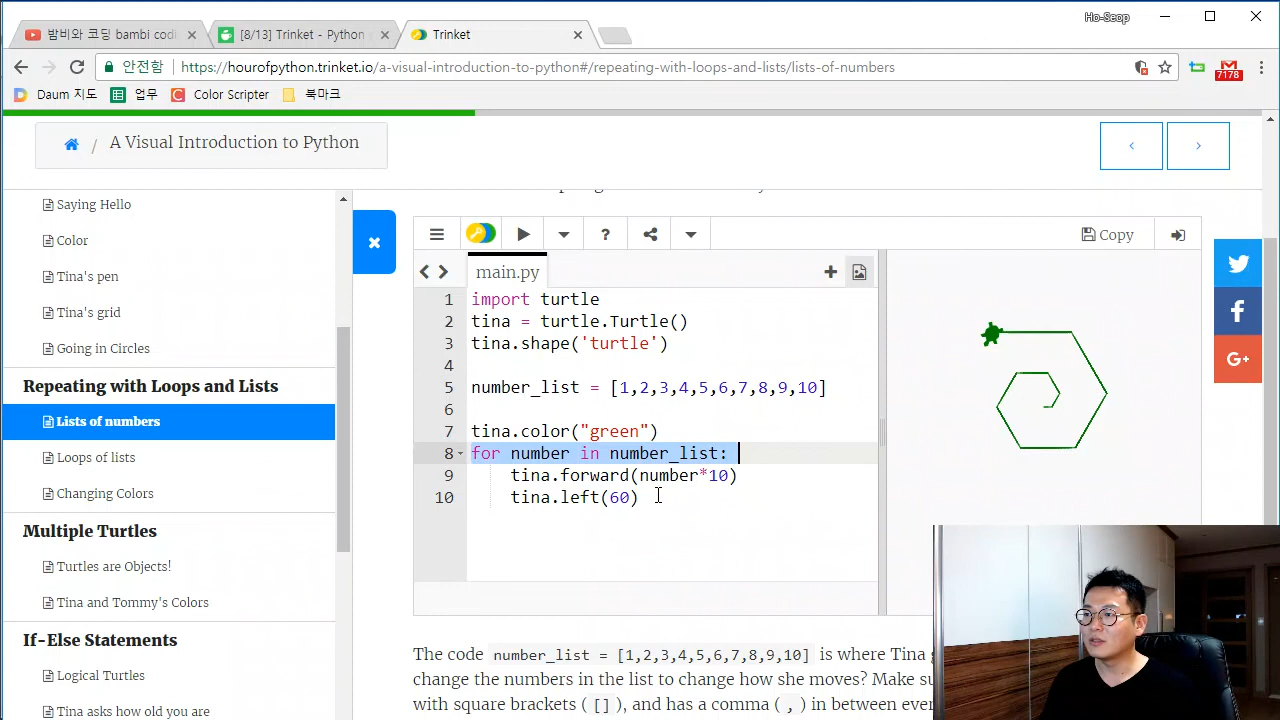 Ho-Seop
밤비와 코딩 bambi codi
[8/13] Trinket - Python
Trinket
안전함
https://hourofpython.trinket.io/a-visual-introduction-to-python#/repeating-with-loops-and-lists/lists-of-numbers
7178
Daum 지도
업무
Color Scripter
북마크
/ A Visual Introduction to Python
Saying Hello
Color
Tina's pen
Tina's grid
Going in Circles
Repeating with Loops and Lists
Lists of numbers
Loops of lists
Changing Colors
Multiple Turtles
Turtles are Objects!
Tina and Tommy's Colors
If-Else Statements
Logical Turtles
Tina asks how old you are
Copy
main.py
1 import turtle
2 tina = turtle.Turtle()
3 tina.shape('turtle')
4
5 number_list = [1,2,3,4,5,6,7,8,9,10]
6
7 tina.color("green")
8 for number in number_list:
9 tina.forward(number*10)
10 tina.left(60)
The code number_list = [1,2,3,4,5,6,7,8,9,10] is where Tina
change the numbers in the list to change how she moves? Make su
with square brackets ( [] ), and has a comma ( , ) in between ever